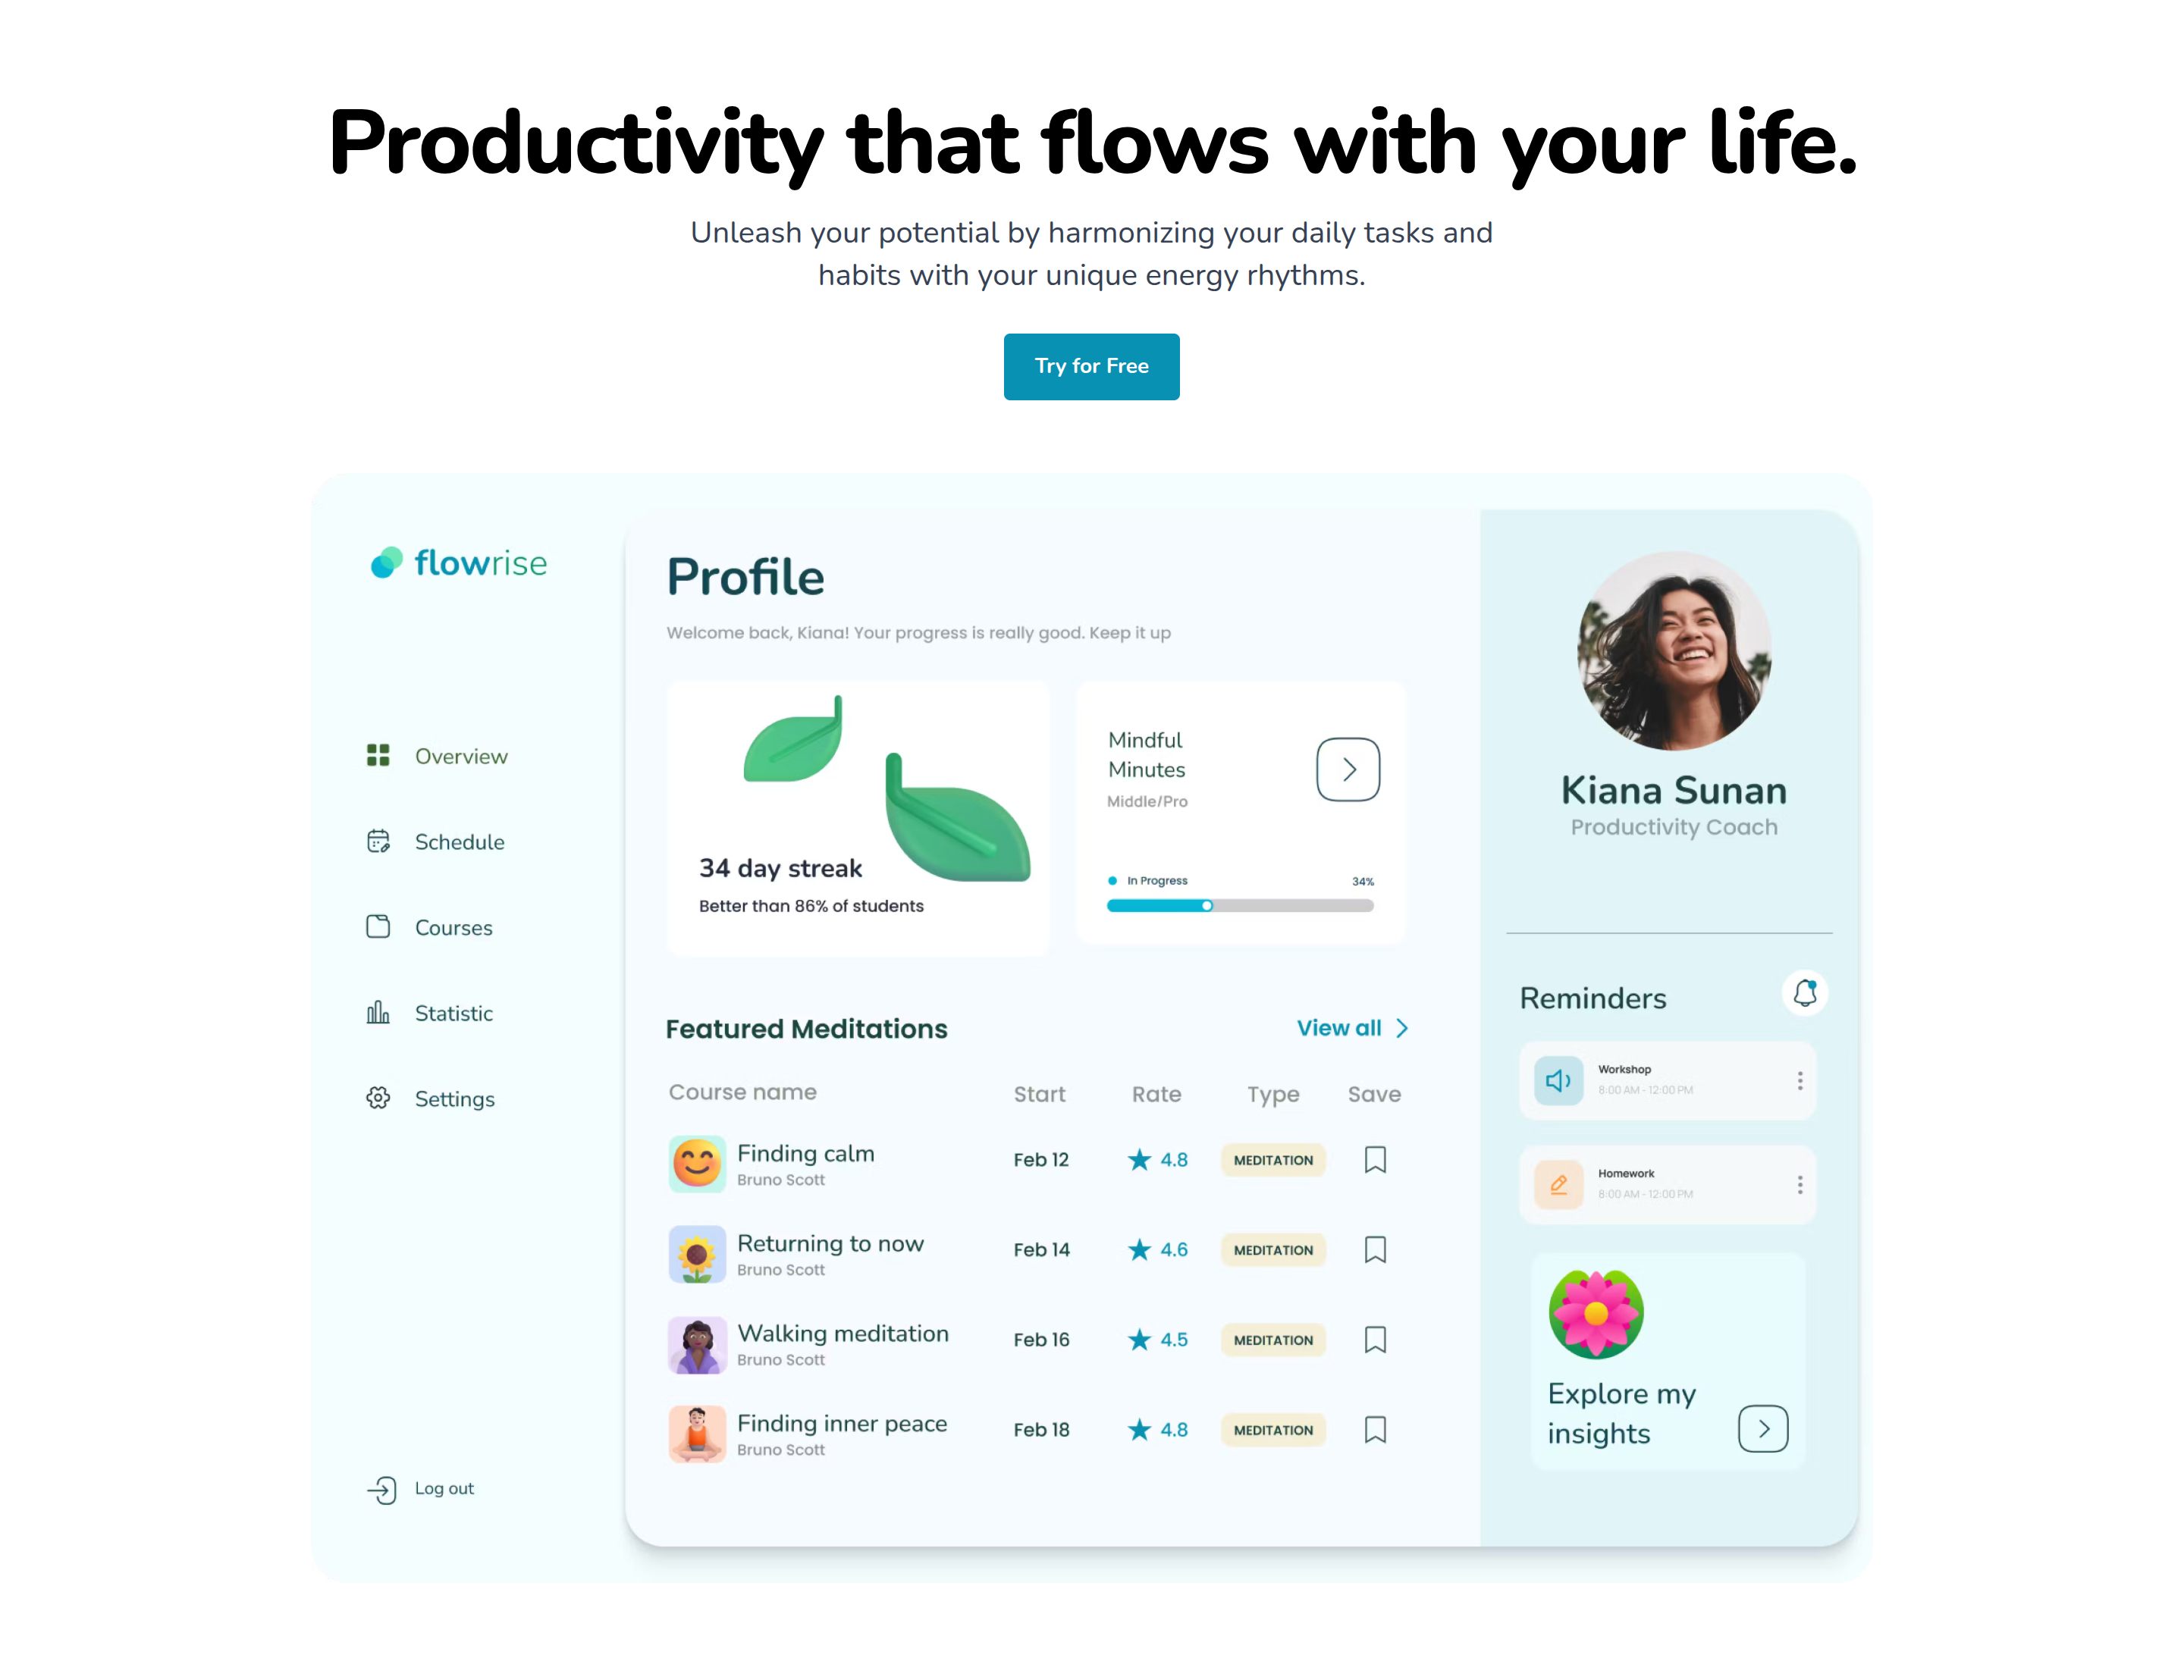 Productivity that flows with your life.
Unleash your potential by harmonizing your daily tasks and
habits with your unique energy rhythms.
Try for Free
flowrise
Overview
Schedule
Courses
Statistic
Settings
Log out
Profile
Welcome back, Kiana! Your progress is really good. Keep it up
34 day streak
Better than 86% of students
Mindful
Minutes
Middle/Pro
In Progress 34%
Featured Meditations View all
Course name Start Rate Type Save
Finding calm
Bruno Scott
Feb 12 4.8 MEDITATION
Returning to now
Bruno Scott
Feb 14 4.6 MEDITATION
Walking meditation
Bruno Scott
Feb 16 4.5 MEDITATION
Finding inner peace
Bruno Scott
Feb 18 4.8 MEDITATION
Kiana Sunan
Productivity Coach
Reminders
Workshop
8:00 AM - 12:00 PM
Homework
8:00 AM - 12:00 PM
Explore my
insights